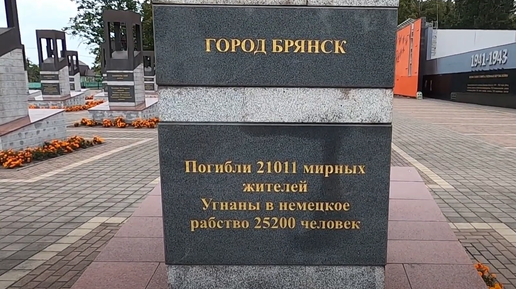 ГОРОД БРЯНСК
Погибли 21011 мирных
жителей
Угнаны в немецкое
рабство 25200 человек
1941-1943